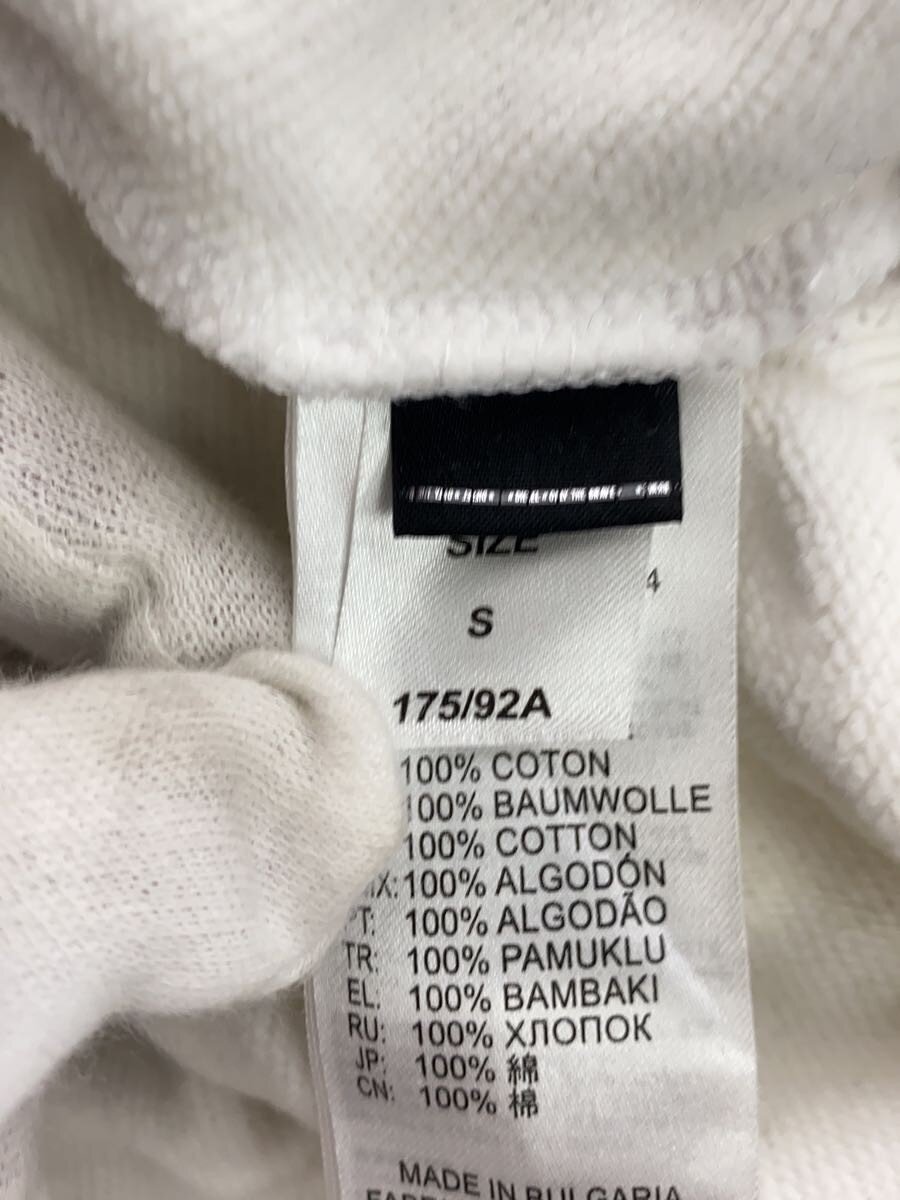 SIZE
4
S
175/92A
100% COTON
100% BAUMWOLLE
100% COTTON
MX: 100% ALGODÓN
PT: 100% ALGODÃO
TR: 100% PAMUKLU
EL: 100% BAMBAKI
RU: 100% ХЛОПОК
JP: 100% 綿
CN: 100% 棉
MADE IN BULGARIA